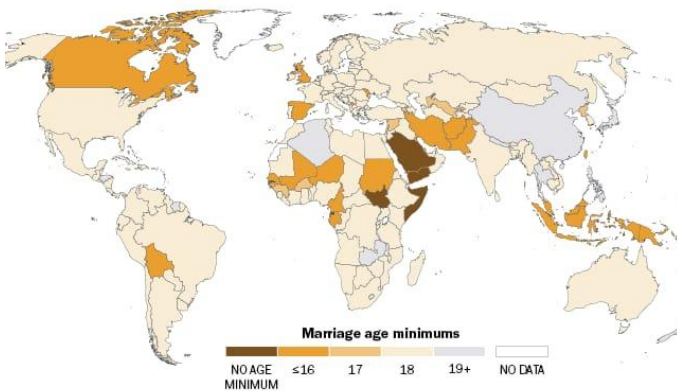 Marriage age minimums
NO AGE MINIMUM
≤16
17
18
19+
NO DATA